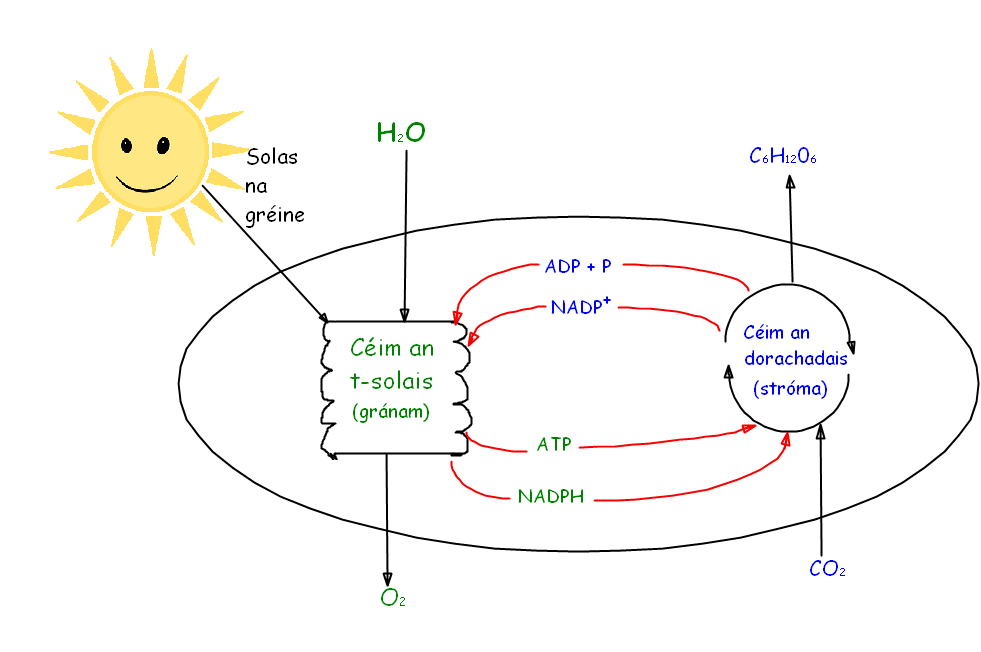 Solas
na
gréine
H₂O
C₆H₁₂O₆
ADP + P
NADP⁺
Céim an
t-solais
(gránam)
Céim an
dorachadais
(stróma)
ATP
NADPH
CO₂
O₂